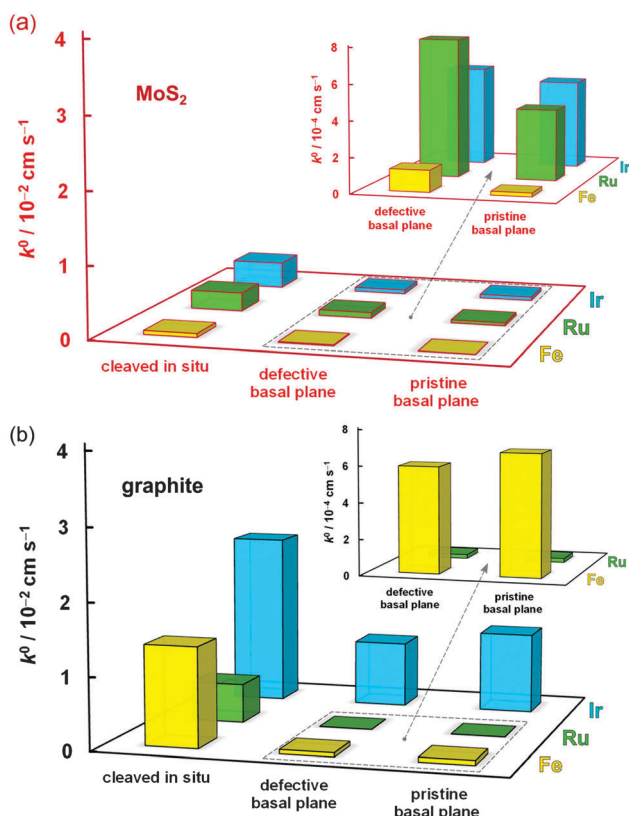 (a)
4
3
2
1
0
k⁰ / 10⁻² cm s⁻¹
MoS₂
8
6
4
2
0
k⁰ / 10⁻⁴ cm s⁻¹
defective
basal plane
pristine
basal plane
Ir
Ru
Fe
Ir
Ru
Fe
cleaved in situ
defective
basal plane
pristine
basal plane
(b)
4
3
2
1
0
k⁰ / 10⁻² cm s⁻¹
graphite
8
6
4
2
0
k⁰ / 10⁻⁴ cm s⁻¹
defective
basal plane
pristine
basal plane
Ru
Fe
Ir
Ru
Fe
cleaved in situ
defective
basal plane
pristine
basal plane